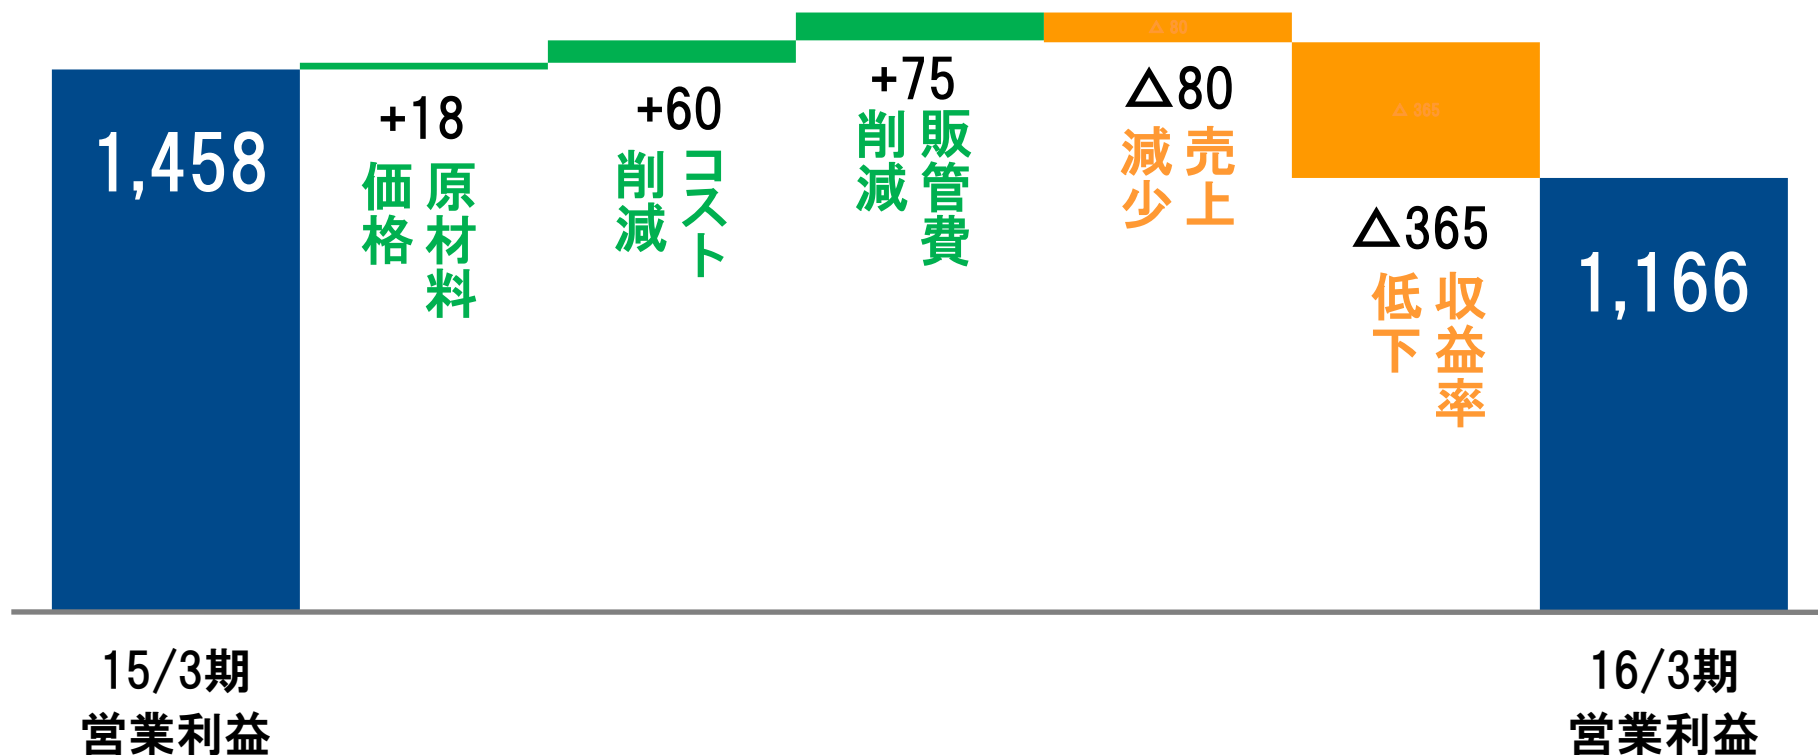 1,458
+18
原材料
価格
+60
コスト
削減
+75
販管費
削減
△80
△80
売上
減少
△365
△365
収益率
低下
1,166
15/3期
営業利益
16/3期
営業利益